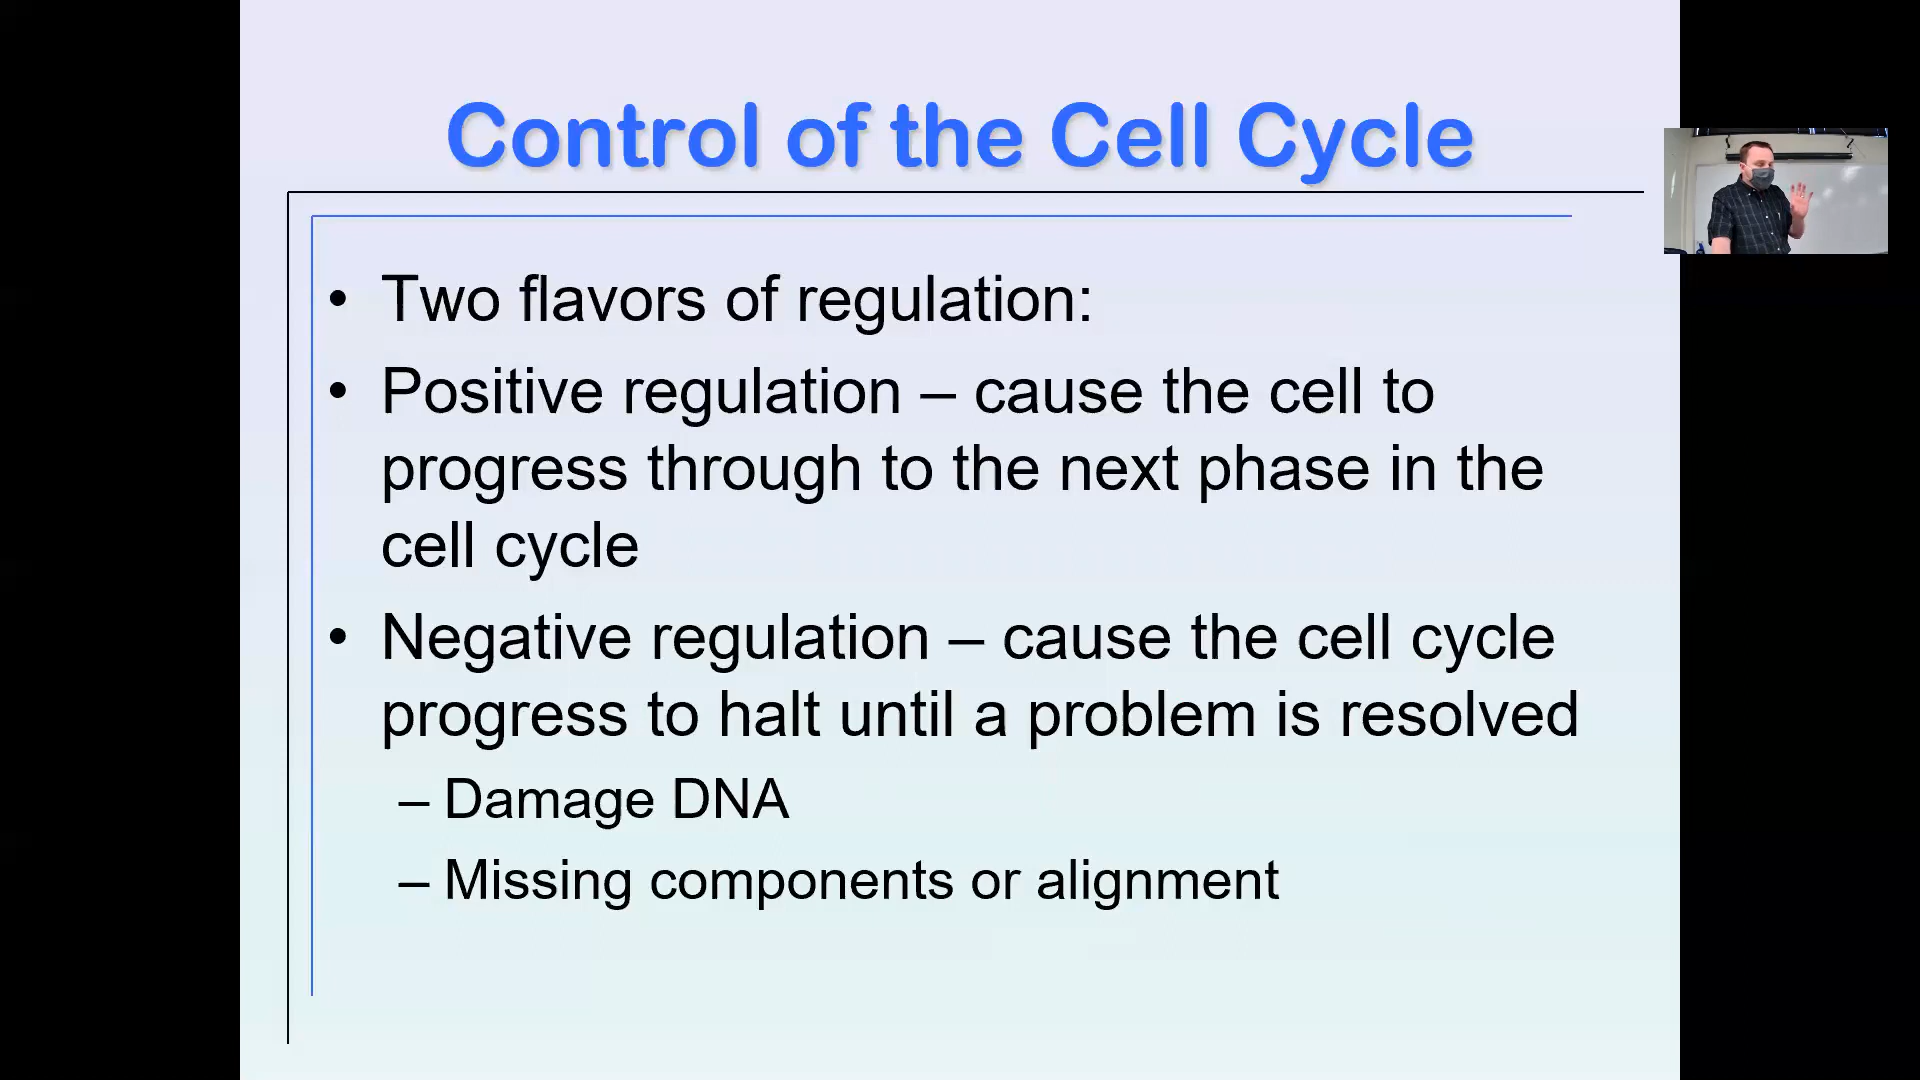 Control of the Cell Cycle
• Two flavors of regulation:
• Positive regulation – cause the cell to
progress through to the next phase in the
cell cycle
• Negative regulation – cause the cell cycle
progress to halt until a problem is resolved
– Damage DNA
– Missing components or alignment